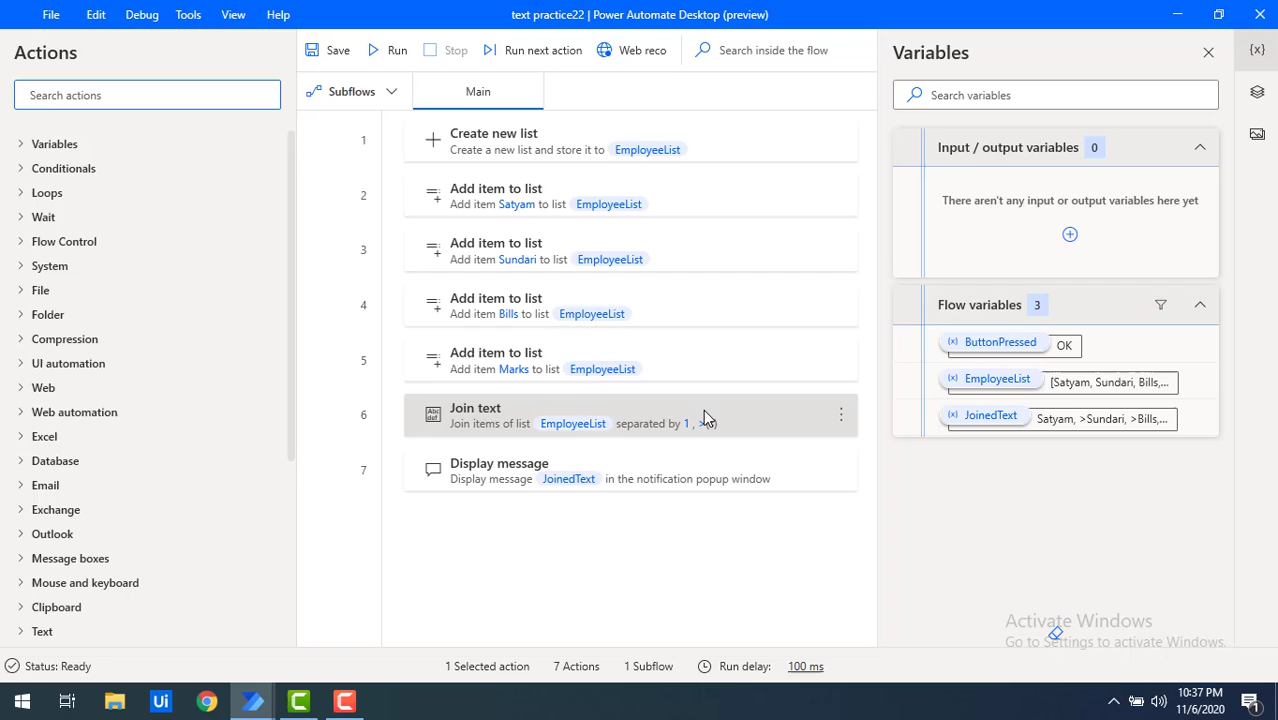 File Edit Debug Tools View Help
text practice22 | Power Automate Desktop (preview)
Actions
Search actions
Variables
Conditionals
Loops
Wait
Flow Control
System
File
Folder
Compression
UI automation
Web
Web automation
Excel
Database
Email
Exchange
Outlook
Message boxes
Mouse and keyboard
Clipboard
Text
Save Run Stop Run next action Web reco Search inside the flow
Subflows Main
1 Create new list
Create a new list and store it to EmployeeList
2 Add item to list
Add item Satyam to list EmployeeList
3 Add item to list
Add item Sundari to list EmployeeList
4 Add item to list
Add item Bills to list EmployeeList
5 Add item to list
Add item Marks to list EmployeeList
6 Join text
Join items of list EmployeeList separated by 1 ,
7 Display message
Display message JoinedText in the notification popup window
Variables
{x}
Search variables
Input / output variables 0
There aren't any input or output variables here yet
Flow variables 3
(x) ButtonPressed OK
(x) EmployeeList [Satyam, Sundari, Bills,...
(x) JoinedText Satyam, >Sundari, >Bills,...
Activate Windows
Go to Settings to activate Windows.
Status: Ready 1 Selected action 7 Actions 1 Subflow Run delay: 100 ms
Ui
10:37 PM
11/6/2020
1